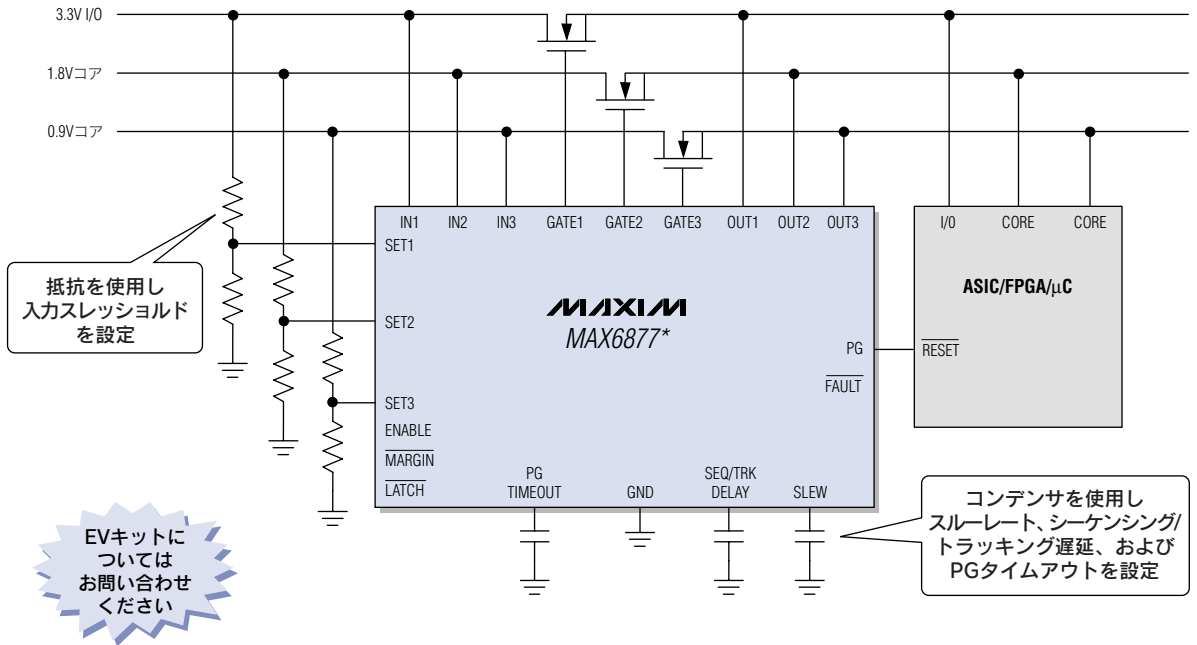 3.3V I/O
1.8Vコア
0.9Vコア
IN1 IN2 IN3 GATE1 GATE2 GATE3 OUT1 OUT2 OUT3
I/O CORE CORE
SET1
SET2
SET3
ENABLE
MARGIN
LATCH
MAXIM
MAX6877*
PG
FAULT
PG
TIMEOUT
GND
SEQ/TRK
DELAY
SLEW
ASIC/FPGA/μC
RESET
抵抗を使用し
入力スレッショルド
を設定
コンデンサを使用し
スルーレート、シーケンシング/
トラッキング遅延、および
PGタイムアウトを設定
EVキットに
ついては
お問い合わせ
ください